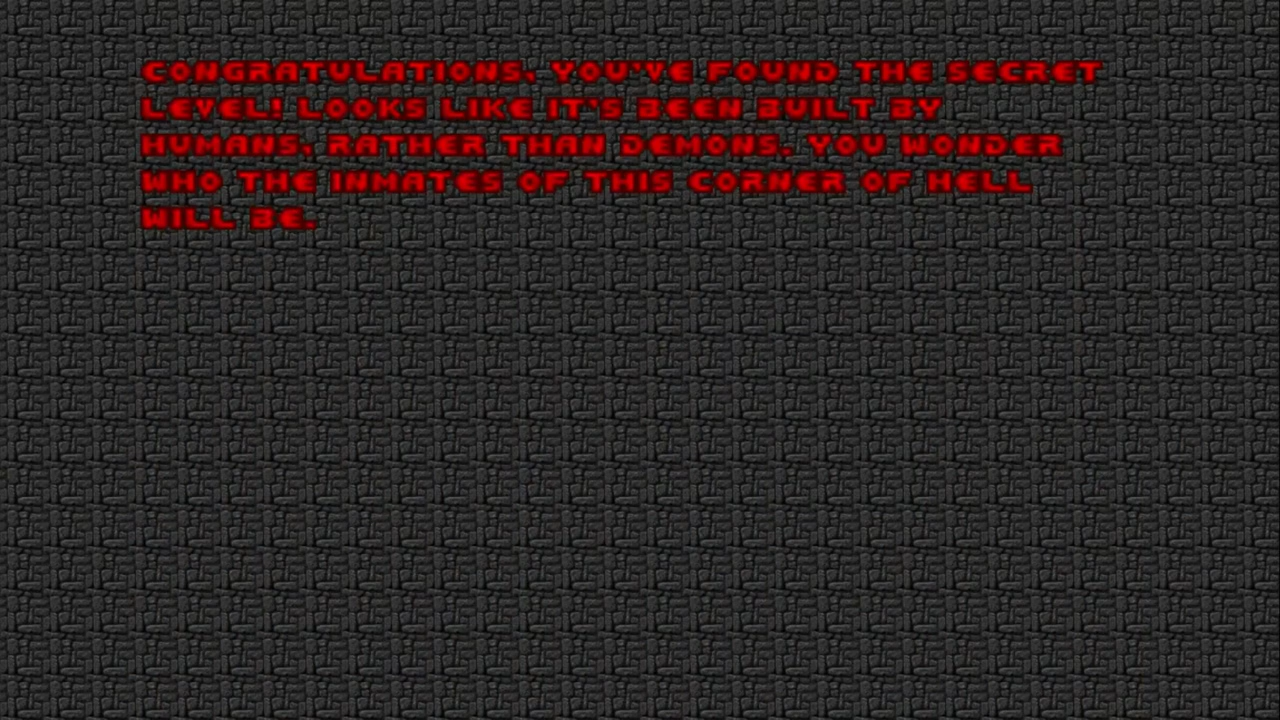 CONGRATULATIONS, YOU'VE FOUND THE SECRET
LEVEL! LOOKS LIKE IT'S BEEN BUILT BY
HUMANS, RATHER THAN DEMONS. YOU WONDER
WHO THE INMATES OF THIS CORNER OF HELL
WILL BE.